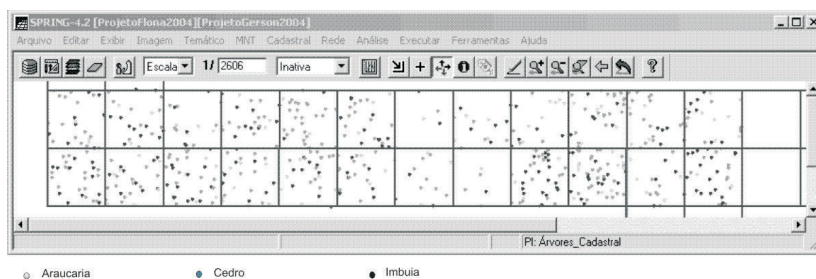 SPRING-4.2 [ProjetoFlona2004][ProjetoGerson2004]
Arquivo Editar Exibir Imagem Temático MNT Cadastral Rede Análise Executar Ferramentas Ajuda
Escala 1/ 2606 Inativa
PI: Árvores_Cadastral
Araucaria Cedro Imbuia